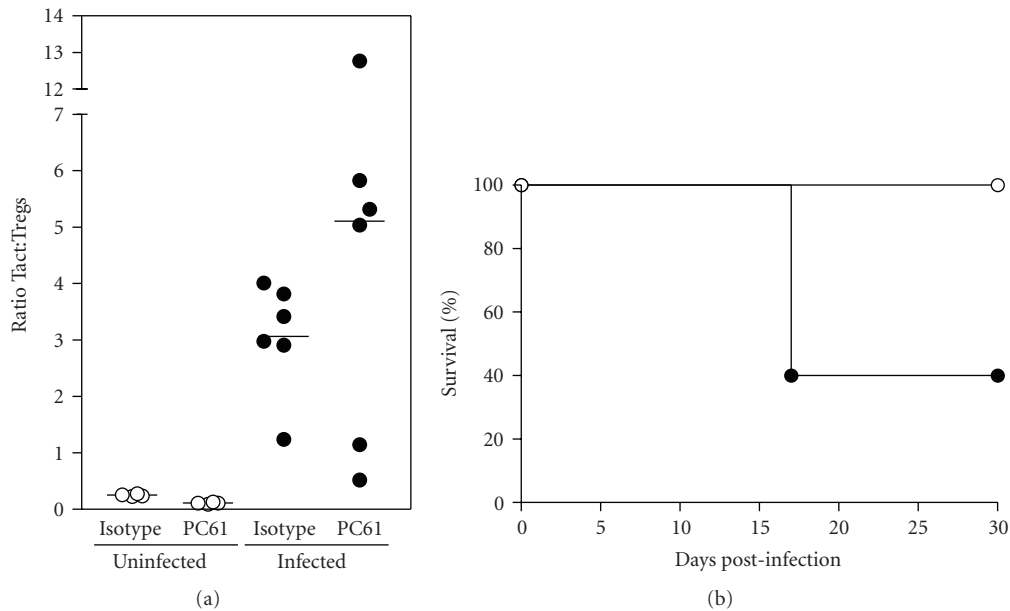 14
13
12
7
6
5
4
3
2
1
0
Ratio Tact:Tregs
Isotype PC61 Isotype PC61
Uninfected Infected
(a)
100
80
60
40
20
0
Survival (%)
0 5 10 15 20 25 30
Days post-infection
(b)